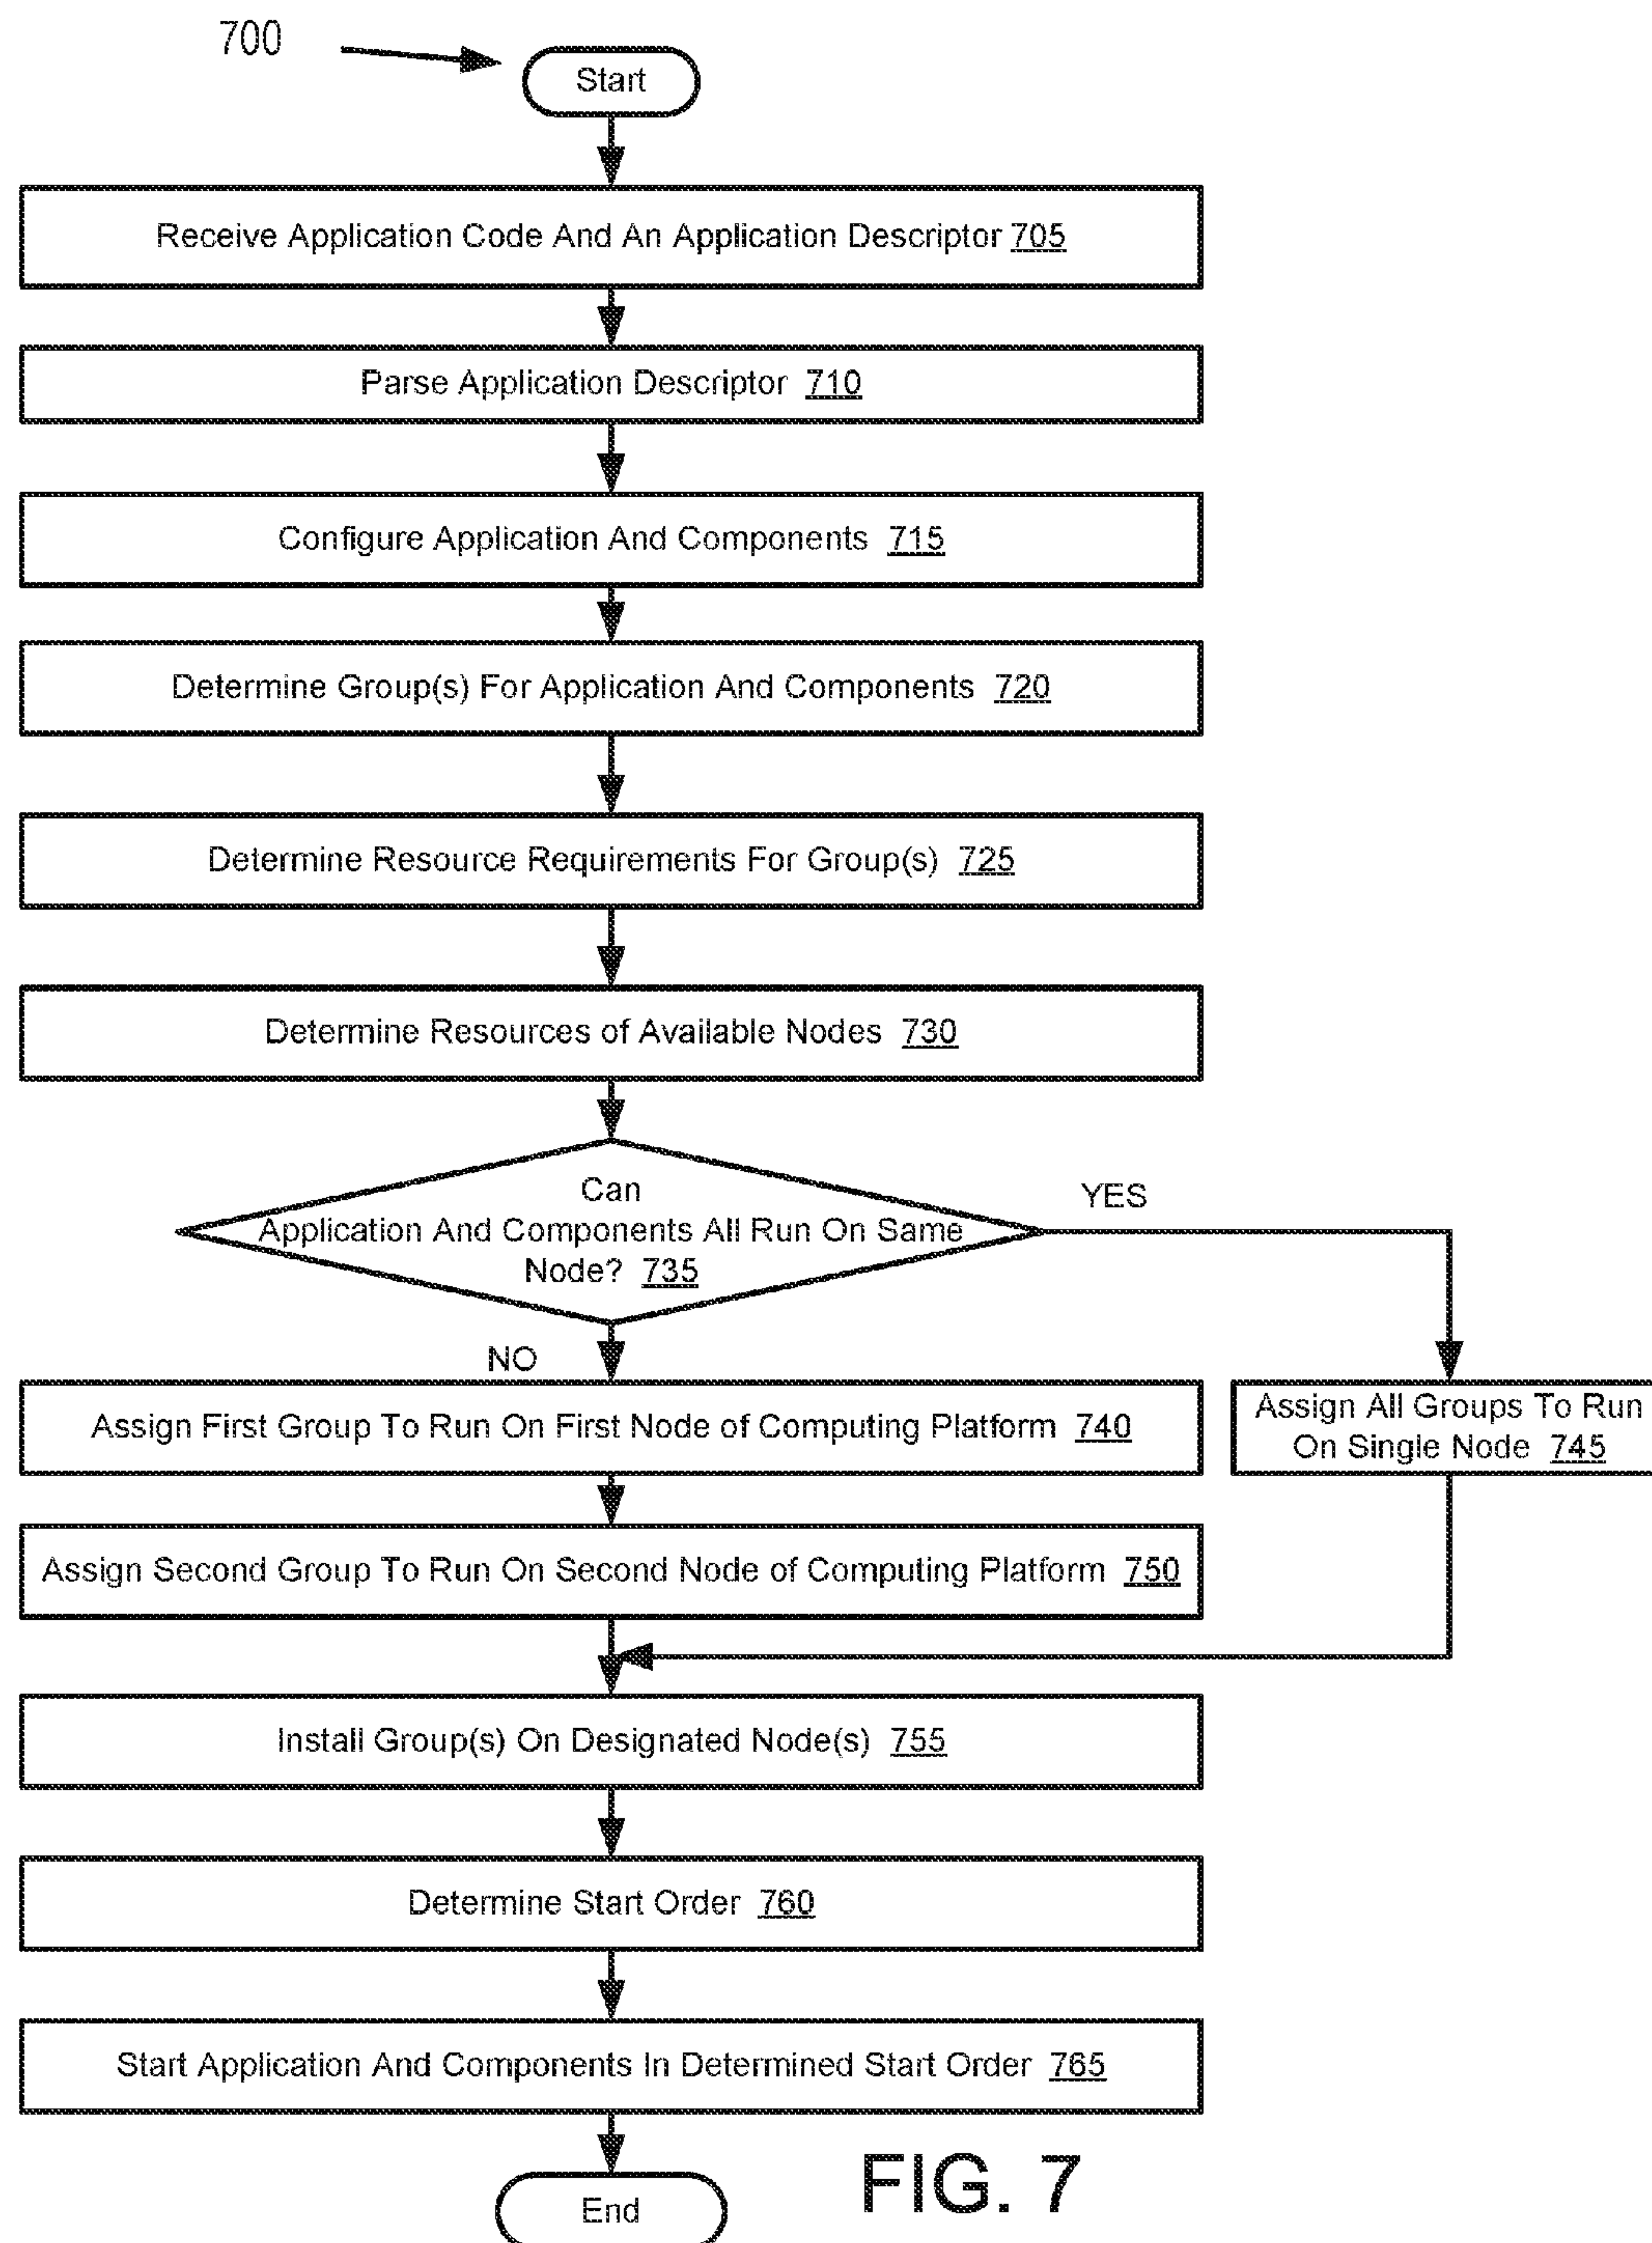 700
Start
Receive Application Code And An Application Descriptor 705
Parse Application Descriptor 710
Configure Application And Components 715
Determine Group(s) For Application And Components 720
Determine Resource Requirements For Group(s) 725
Determine Resources of Available Nodes 730
Can
Application And Components All Run On Same
Node? 735
YES
NO
Assign First Group To Run On First Node of Computing Platform 740
Assign All Groups To Run
On Single Node 745
Assign Second Group To Run On Second Node of Computing Platform 750
Install Group(s) On Designated Node(s) 755
Determine Start Order 760
Start Application And Components In Determined Start Order 765
End
FIG. 7